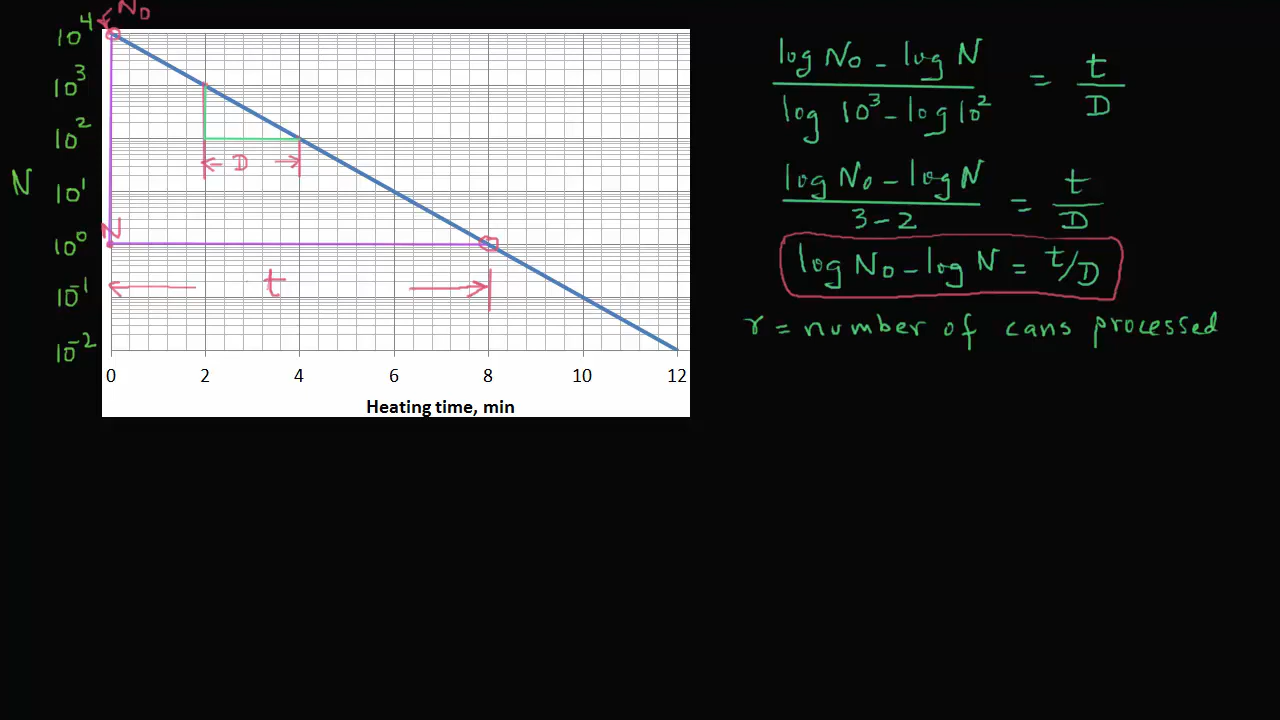 N₀
10⁴
10³
10²
D
N
10¹
N
10⁰
t
10⁻¹
10⁻²
0 2 4 6 8 10 12
Heating time, min
log N₀ - log N / log 10³ - log 10² = t / D
log N₀ - log N / 3 - 2 = t / D
log N₀ - log N = t/D
r = number of cans processed